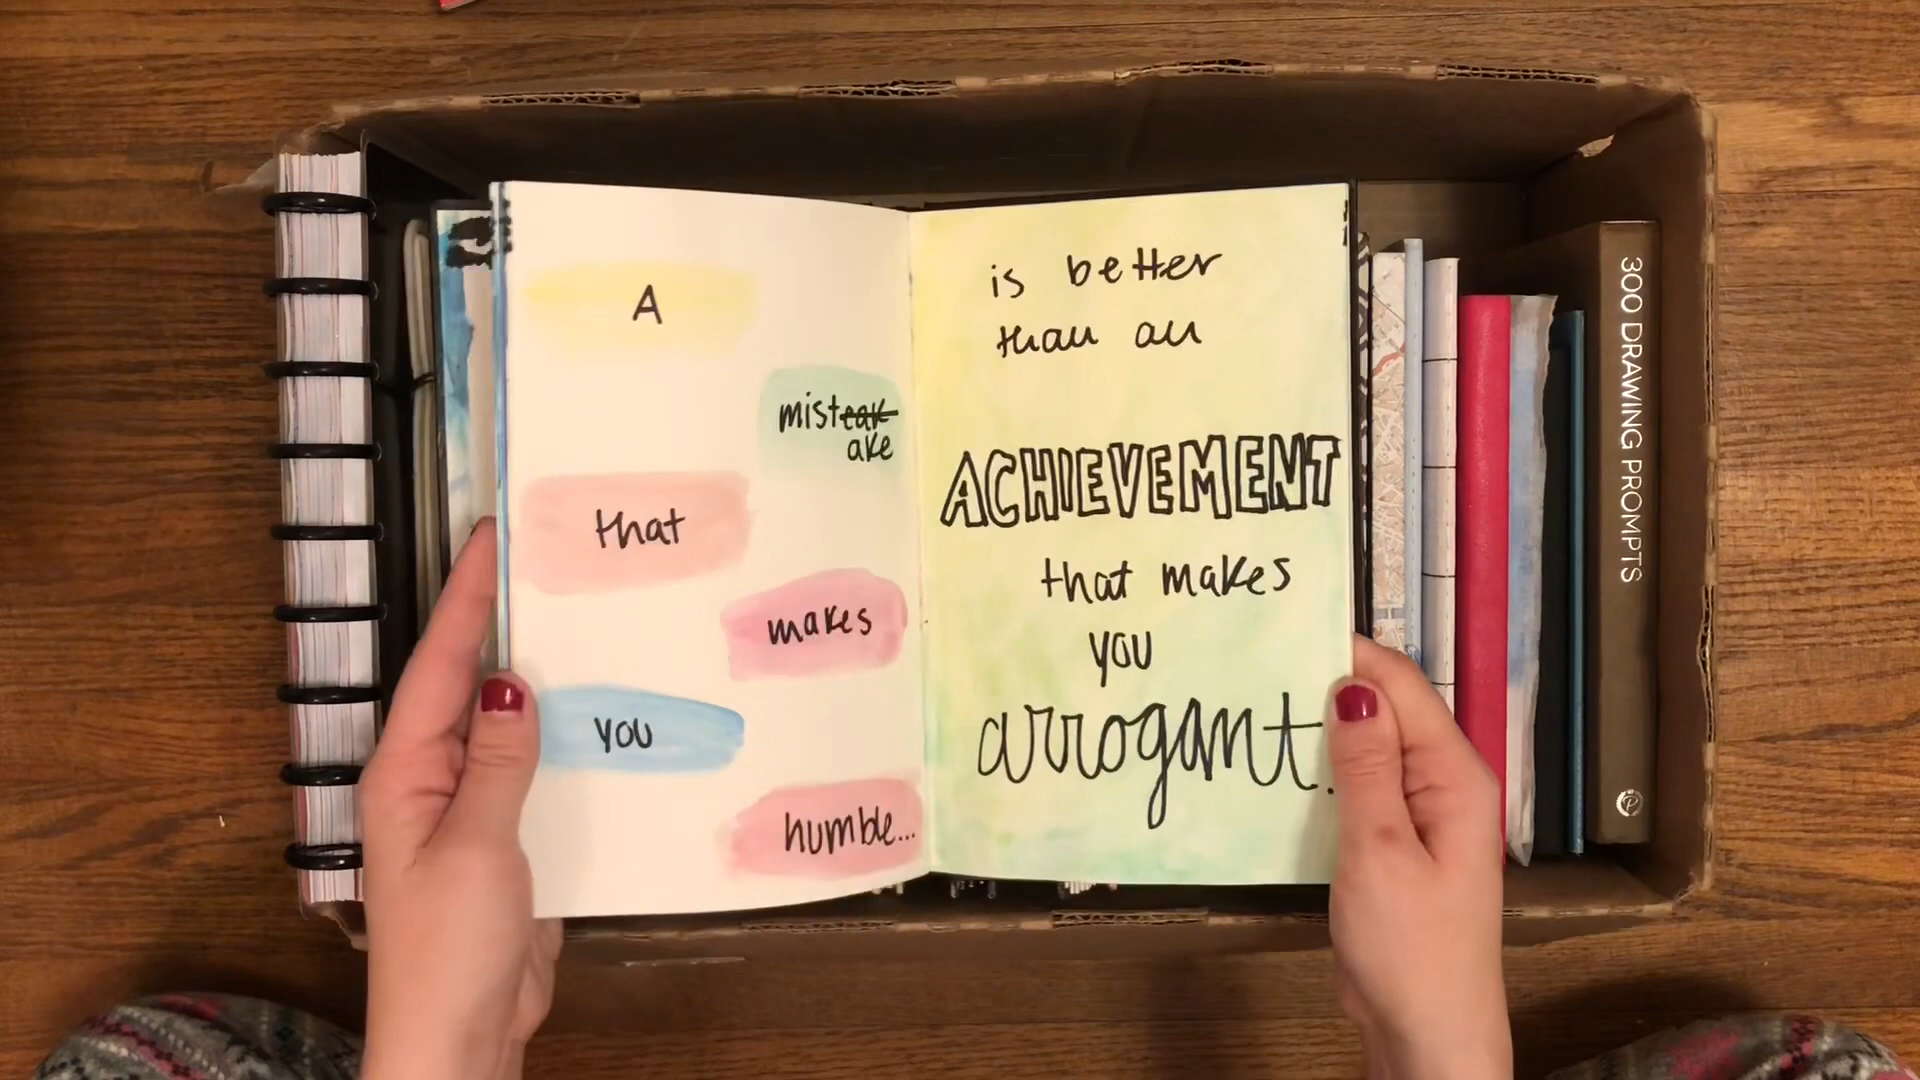 A
misteak
ake
that
makes
you
humble...
is better
than an
ACHIEVEMENT
that makes
you
arrogant.
300 DRAWING PROMPTS